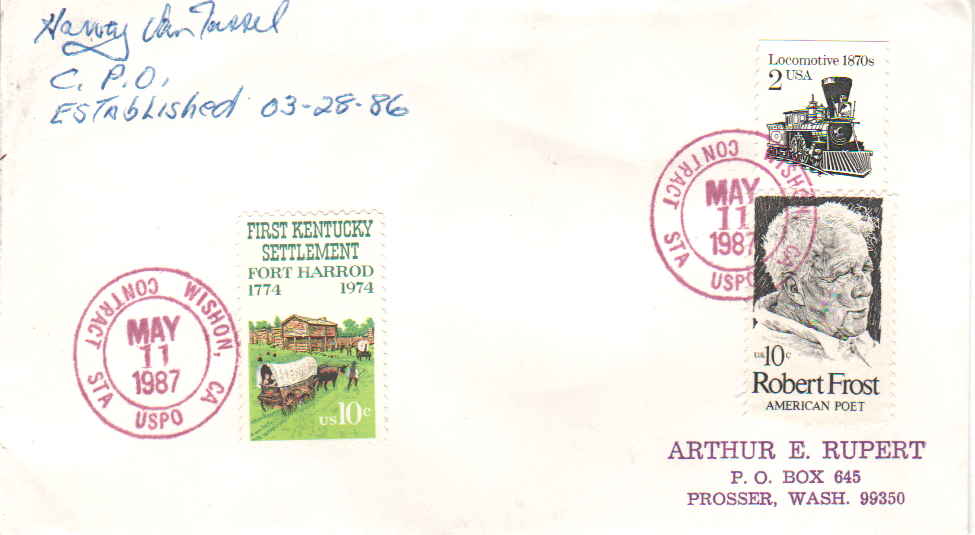 Harvey Van Tassel
C. P. O.
ESTAblished 03-28-86
Locomotive 1870s
2 USA
WISHON, CA
CONTRACT STA
USPO
MAY
11
1987
US 10c
Robert Frost
AMERICAN POET
FIRST KENTUCKY
SETTLEMENT
FORT HARROD
1774 1974
US 10c
WISHON, CA
CONTRACT STA
USPO
MAY
11
1987
ARTHUR E. RUPERT
P. O. BOX 645
PROSSER, WASH. 99350